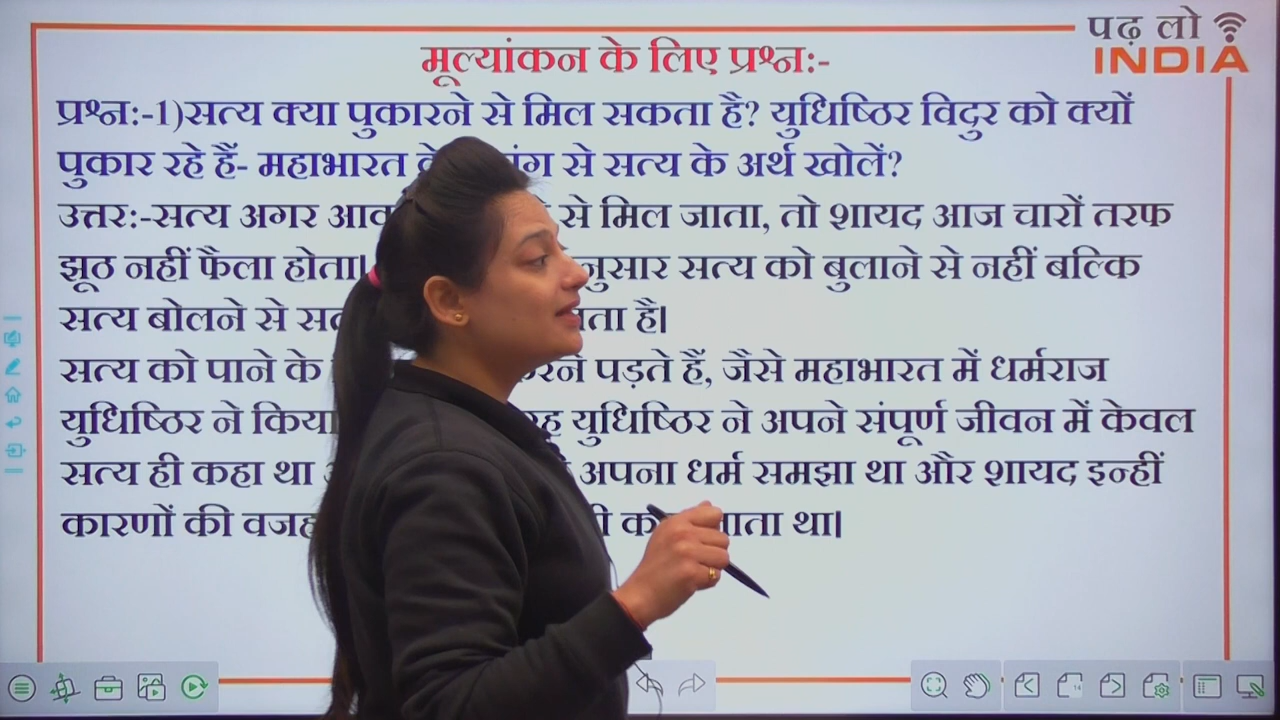 पढ़ लो
INDIA
मूल्यांकन के लिए प्रश्न:-
प्रश्न:-1)सत्य क्या पुकारने से मिल सकता है? युधिष्ठिर विदुर को क्यों
पुकार रहे हैं- महाभारत से सत्य के अर्थ खोलें?
उत्तर:-सत्य अगर से मिल जाता, तो शायद आज चारों तरफ
झूठ नहीं फैला होता। सत्य को बुलाने से नहीं बल्कि
सत्य बोलने से है।
सत्य को पाने के पड़ते हैं, जैसे महाभारत में धर्मराज
युधिष्ठिर ने किया युधिष्ठिर ने अपने संपूर्ण जीवन में केवल
सत्य ही कहा था अपना धर्म समझा था और शायद इन्हीं
कारणों की वजह था।